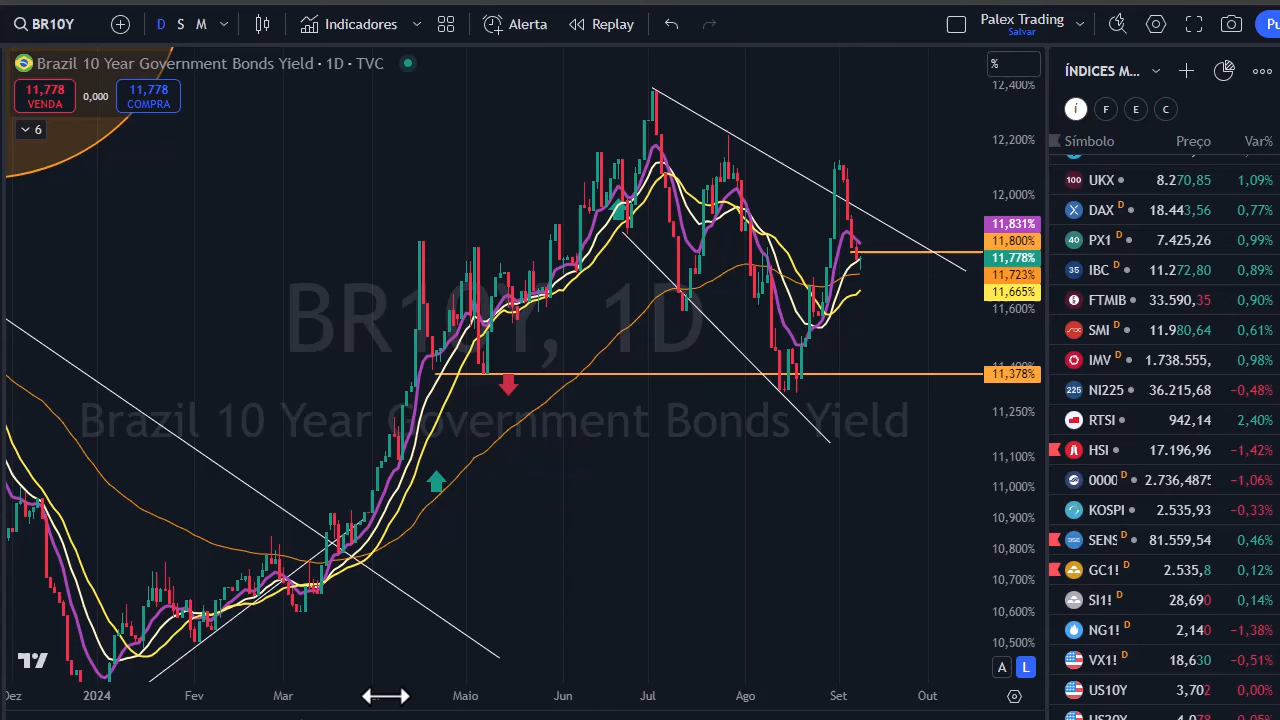 BR10Y D S M Indicadores Alerta Replay Palex Trading Salvar Pu
Brazil 10 Year Government Bonds Yield · 1D · TVC
11,778 VENDA 0,000 11,778 COMPRA
6
%
12,400%
12,200%
12,000%
11,831%
11,800%
11,778%
11,723%
11,665%
11,600%
11,378%
11,250%
11,100%
11,000%
10,900%
10,800%
10,700%
10,600%
10,500%
BR10Y, 1D
Brazil 10 Year Government Bonds Yield
A L
2024 Fev Mar Maio Jun Jul Ago Set Out
ÍNDICES M...
Í F E C
Símbolo Preço Var%
100 UKX 8.270,85 1,09%
X DAX D 18.443,56 0,77%
40 PX1 D 7.425,26 0,99%
35 IBC D 11.272,80 0,89%
FTMIB 33.590,35 0,90%
SMI 11.980,64 0,61%
IMV 1.738.555, 0,98%
225 NI225 36.215,68 −0,48%
RTSI 942,14 2,40%
HSI 17.196,96 −1,42%
0000 D 2.736,4875 −1,06%
KOSPI 2.535,93 −0,33%
SENS D 81.559,54 0,46%
GC1! D 2.535,8 0,12%
SI1! D 28,690 0,14%
NG1! D 2,140 −1,38%
VX1! D 18,630 −0,51%
US10Y 3,702 0,00%